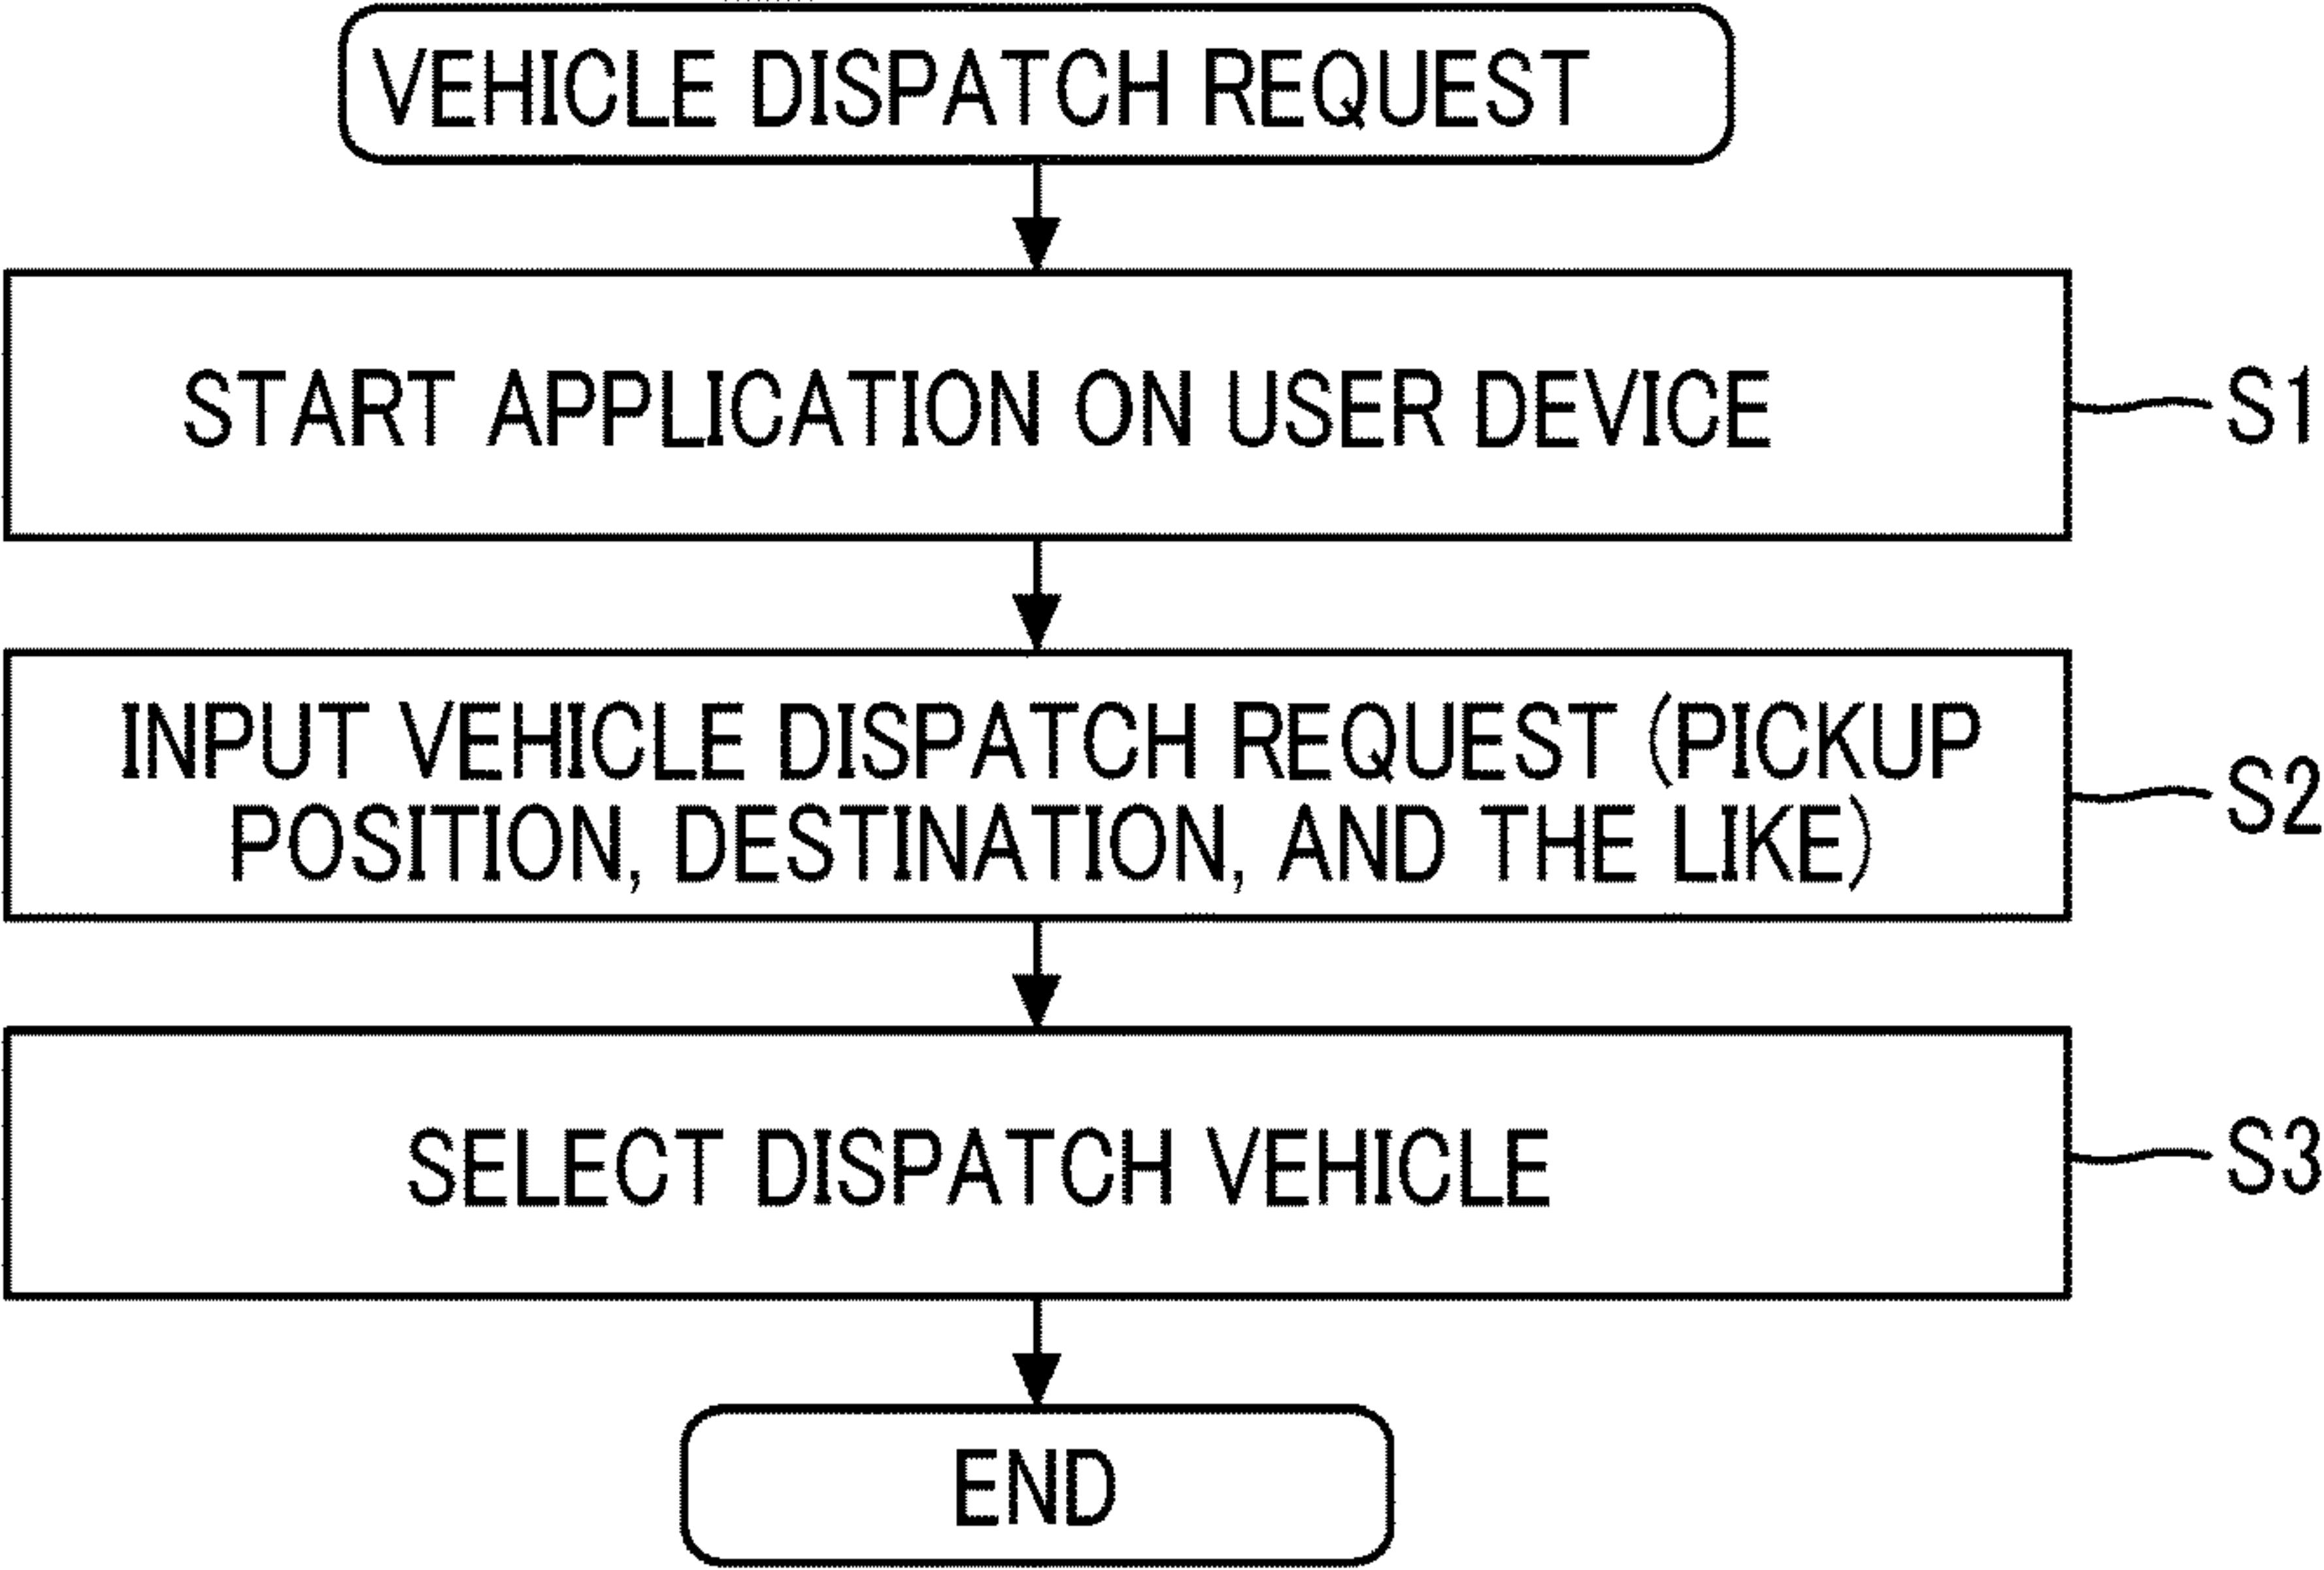 VEHICLE DISPATCH REQUEST
START APPLICATION ON USER DEVICE
S1
INPUT VEHICLE DISPATCH REQUEST (PICKUP
POSITION, DESTINATION, AND THE LIKE)
S2
SELECT DISPATCH VEHICLE
S3
END